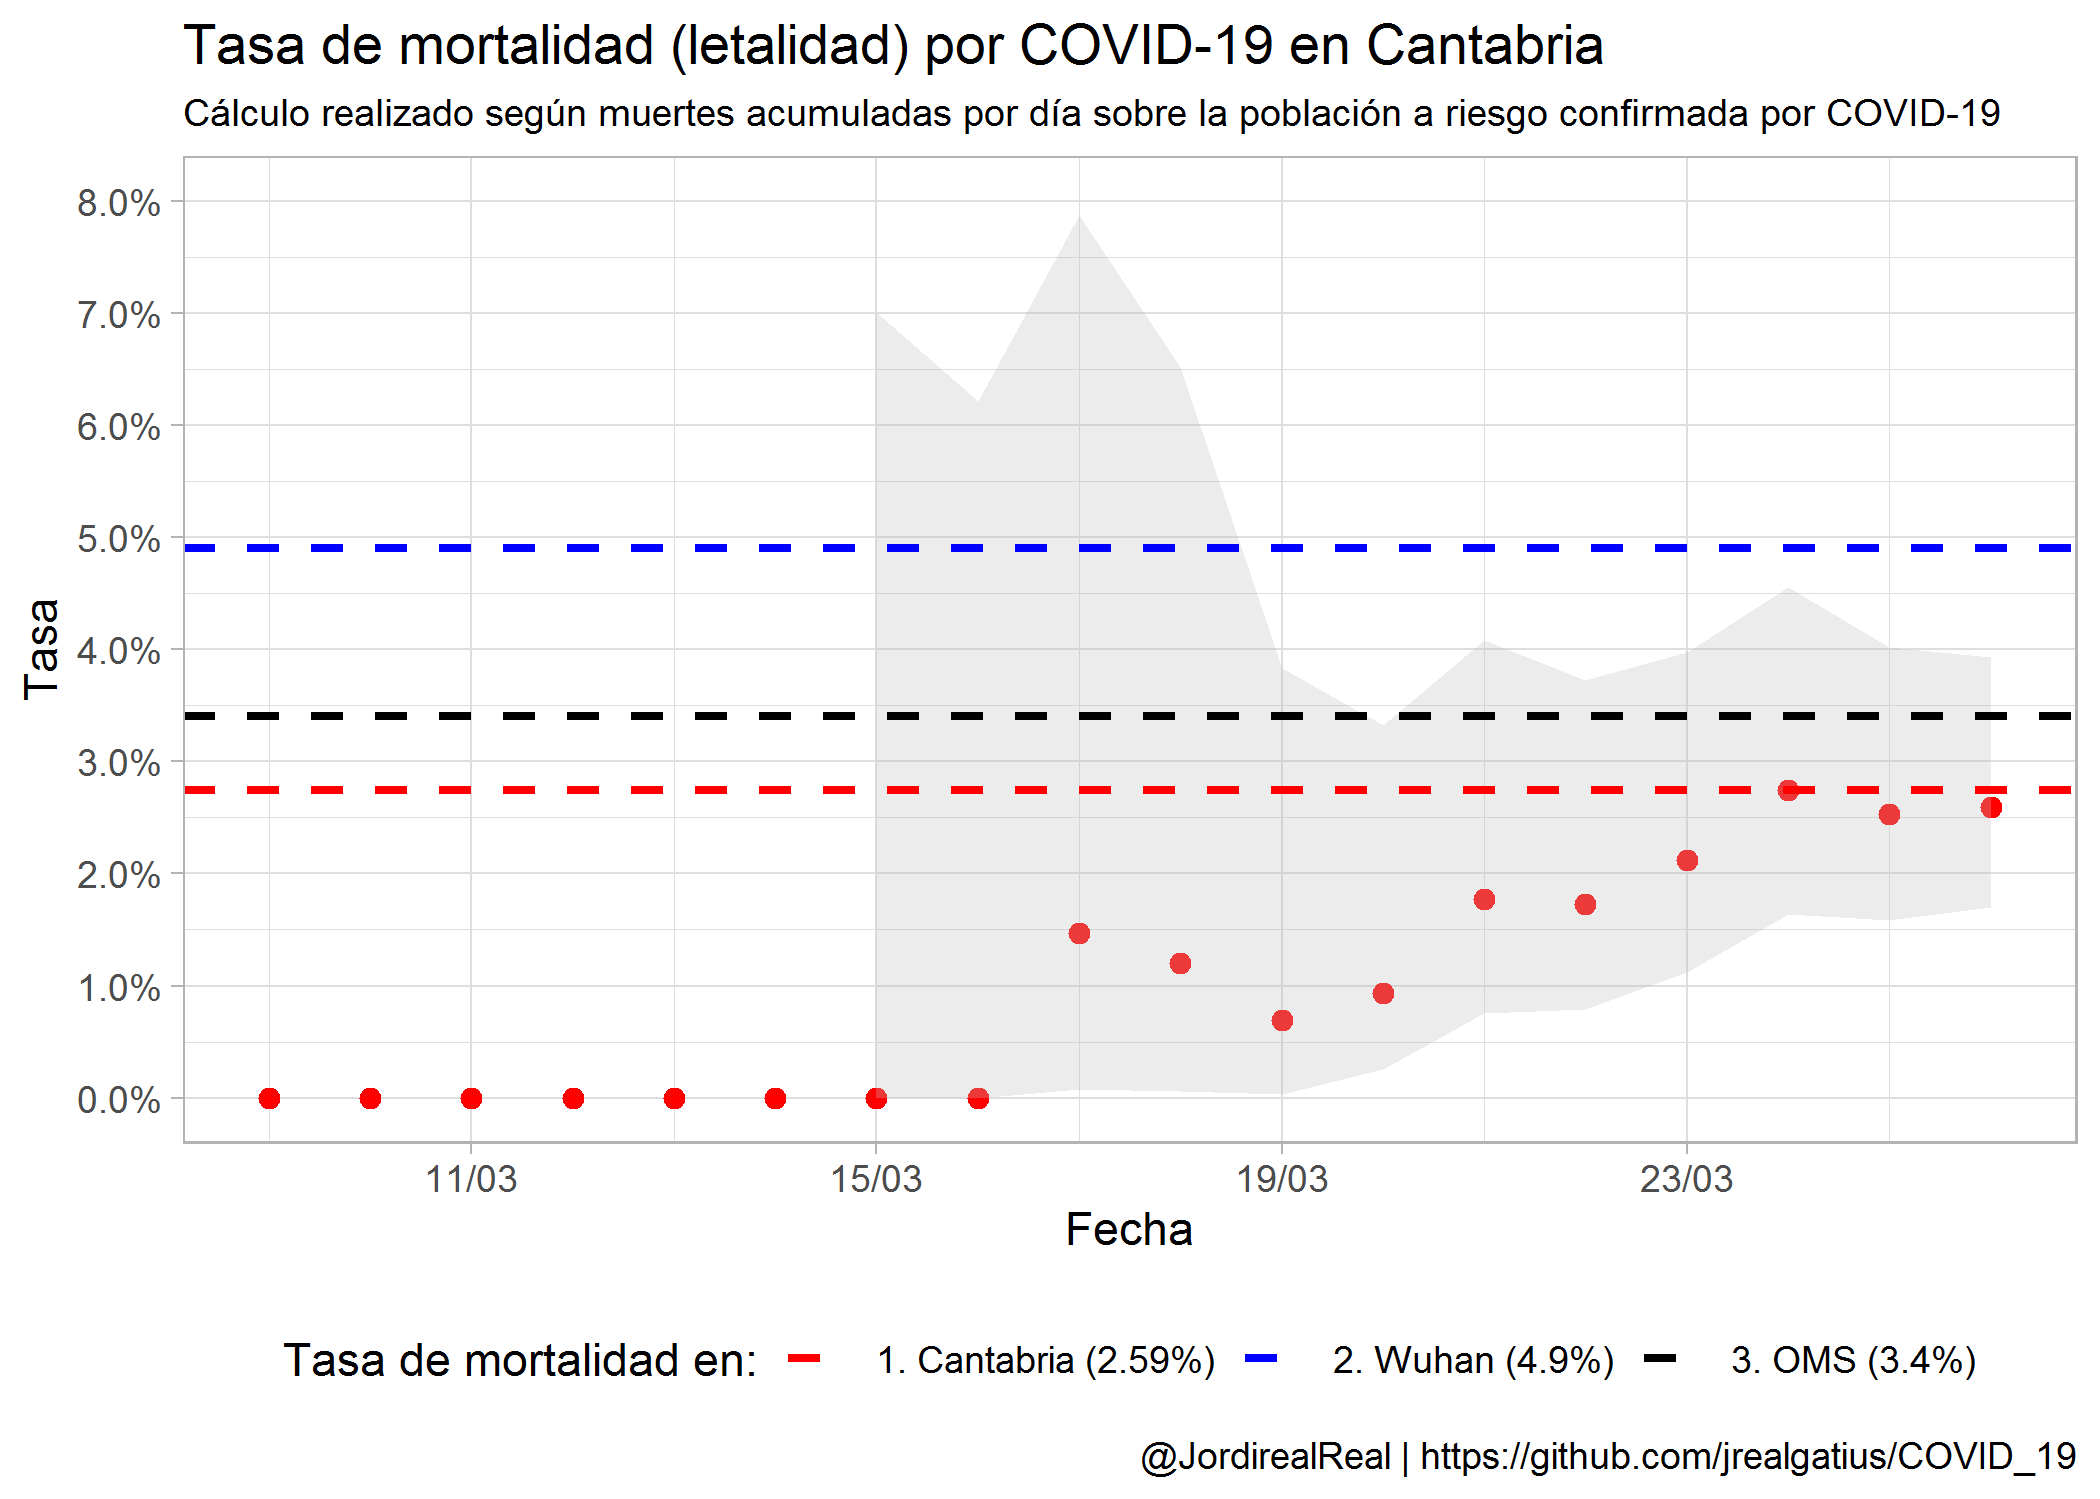 Tasa de mortalidad (letalidad) por COVID-19 en Cantabria
Cálculo realizado según muertes acumuladas por día sobre la población a riesgo confirmada por COVID-19
Tasa
8.0%
7.0%
6.0%
5.0%
4.0%
3.0%
2.0%
1.0%
0.0%
11/03 15/03 19/03 23/03
Fecha
Tasa de mortalidad en: 1. Cantabria (2.59%) 2. Wuhan (4.9%) 3. OMS (3.4%)
@JordirealReal | https://github.com/jrealgatius/COVID_19